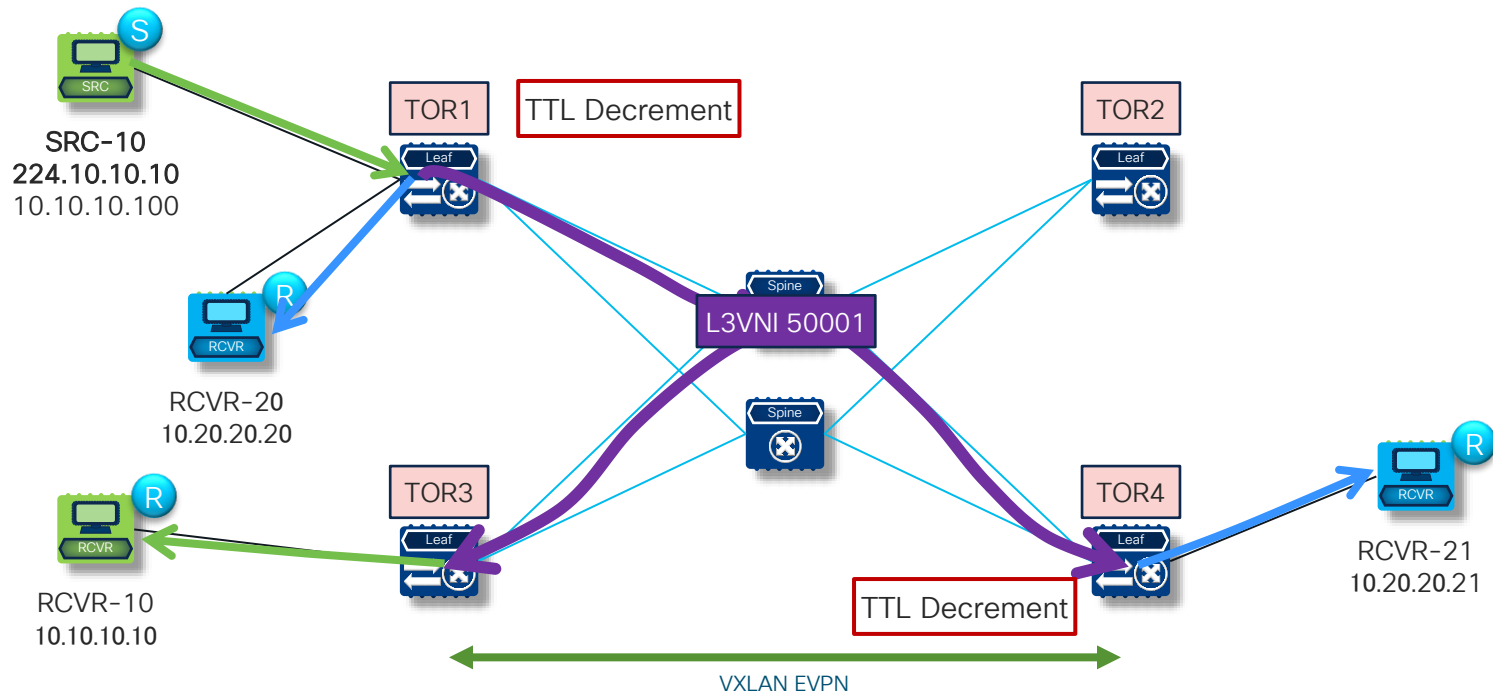 S
SRC
SRC-10
224.10.10.10
10.10.10.100
TOR1
TTL Decrement
Leaf
TOR2
Leaf
R
RCVR
RCVR-20
10.20.20.20
Spine
L3VNI 50001
Spine
R
RCVR
RCVR-10
10.10.10.10
TOR3
Leaf
TOR4
Leaf
TTL Decrement
R
RCVR
RCVR-21
10.20.20.21
VXLAN EVPN